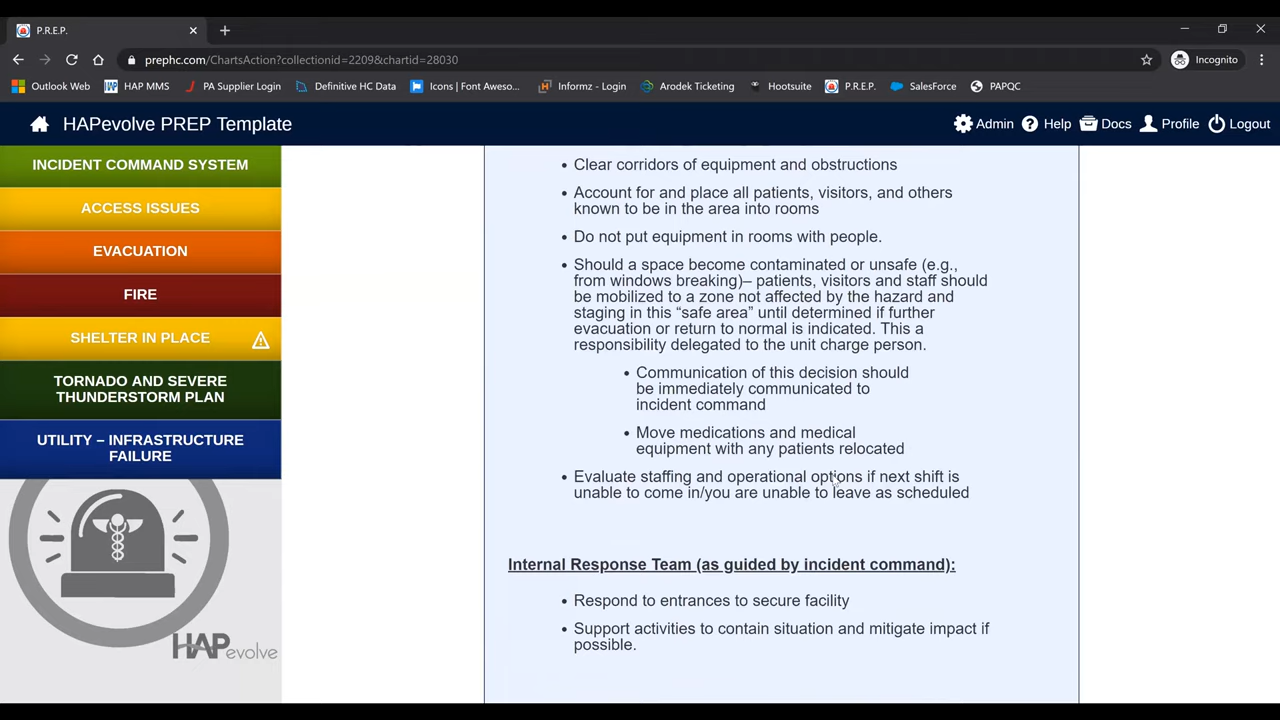 P.R.E.P.
prephc.com/ChartsAction?collectionid=2209&chartid=28030
Incognito
Outlook Web
HAP MMS
PA Supplier Login
Definitive HC Data
Icons | Font Aweso...
Informz - Login
Arodek Ticketing
Hootsuite
P.R.E.P.
SalesForce
PAPQC
HAPevolve PREP Template
Admin
Help
Docs
Profile
Logout
INCIDENT COMMAND SYSTEM
ACCESS ISSUES
EVACUATION
FIRE
SHELTER IN PLACE
TORNADO AND SEVERE
THUNDERSTORM PLAN
UTILITY – INFRASTRUCTURE
FAILURE
HAPevolve
• Clear corridors of equipment and obstructions
• Account for and place all patients, visitors, and others
known to be in the area into rooms
• Do not put equipment in rooms with people.
• Should a space become contaminated or unsafe (e.g.,
from windows breaking)– patients, visitors and staff should
be mobilized to a zone not affected by the hazard and
staging in this “safe area” until determined if further
evacuation or return to normal is indicated. This a
responsibility delegated to the unit charge person.
• Communication of this decision should
be immediately communicated to
incident command
• Move medications and medical
equipment with any patients relocated
• Evaluate staffing and operational options if next shift is
unable to come in/you are unable to leave as scheduled
Internal Response Team (as guided by incident command):
• Respond to entrances to secure facility
• Support activities to contain situation and mitigate impact if
possible.